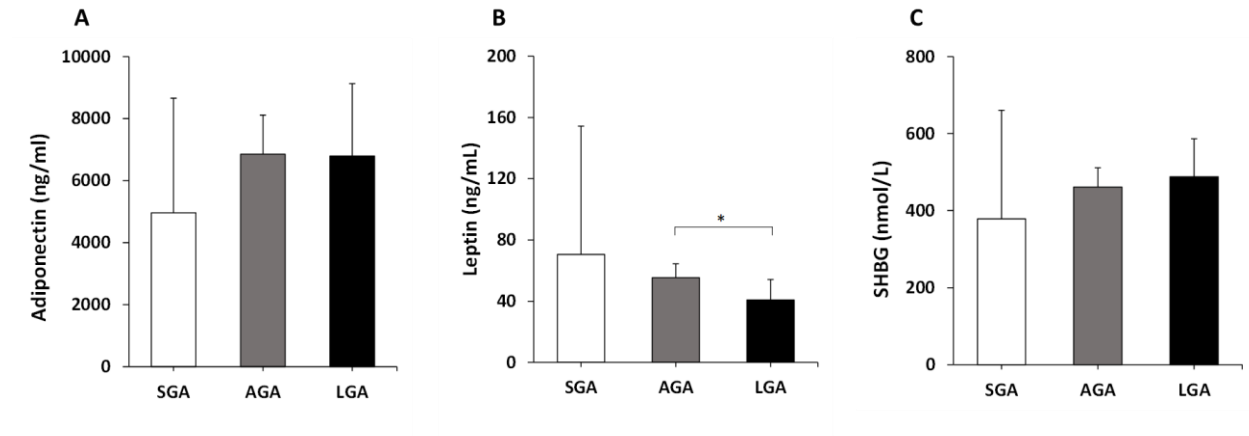 A
B
C
Adiponectin (ng/ml)
10000
8000
6000
4000
2000
0
SGA
AGA
LGA
Leptin (ng/mL)
200
160
120
80
40
0
*
SGA
AGA
LGA
SHBG (nmol/L)
800
600
400
200
0
SGA
AGA
LGA